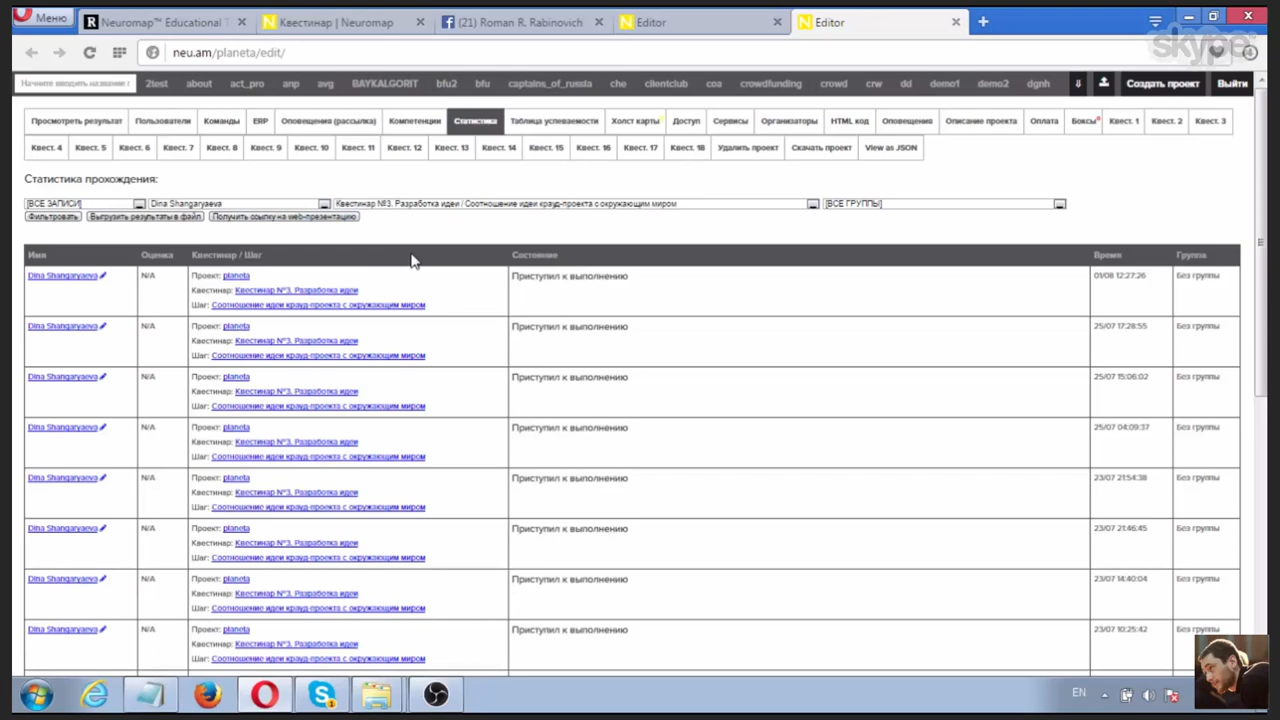 Меню
Neuromap™ Educational T
Квестинар | Neuromap
(21) Roman R. Rabinovich
Editor
Editor
neu.am/planeta/edit/
skype
Начните вводить название
2test about act_pro anp avg BAYKALGORIT bfu2 bfu captains_of_russia che clientclub coa crowdfunding crowd crw dd demo1 demo2 dgnh Создать проект Выйти
Просмотреть результат Пользователи Команды ERP Оповещения (рассылка) Компетенции Статистика Таблица успеваемости Холст карты Доступ Сервисы Организаторы HTML код Оповещения Описание проекта Оплата Боксы Квест. 1 Квест. 2 Квест. 3
Квест. 4 Квест. 5 Квест. 6 Квест. 7 Квест. 8 Квест. 9 Квест. 10 Квест. 11 Квест. 12 Квест. 13 Квест. 14 Квест. 15 Квест. 16 Квест. 17 Квест. 18 Удалить проект Скачать проект View as JSON
Статистика прохождения:
[ВСЕ ЗАПИСИ] Dina Shangaryaeva Квестинар №3. Разработка идеи / Соотношение идеи крауд-проекта с окружающим миром [ВСЕ ГРУППЫ]
Фильтровать Выгрузить результаты в файл Получить ссылку на web-презентацию
Имя Оценка Квестинар / Шаг Состояние Время Группа
Dina Shangaryaeva N/A Проект: planeta Приступил к выполнению 01/08 12:27:26 Без группы
Квестинар: Квестинар №3. Разработка идеи
Шаг: Соотношение идеи крауд-проекта с окружающим миром
Dina Shangaryaeva N/A Проект: planeta Приступил к выполнению 25/07 17:28:55 Без группы
Квестинар: Квестинар №3. Разработка идеи
Шаг: Соотношение идеи крауд-проекта с окружающим миром
Dina Shangaryaeva N/A Проект: planeta Приступил к выполнению 25/07 15:06:02 Без группы
Квестинар: Квестинар №3. Разработка идеи
Шаг: Соотношение идеи крауд-проекта с окружающим миром
Dina Shangaryaeva N/A Проект: planeta Приступил к выполнению 25/07 04:09:37 Без группы
Квестинар: Квестинар №3. Разработка идеи
Шаг: Соотношение идеи крауд-проекта с окружающим миром
Dina Shangaryaeva N/A Проект: planeta Приступил к выполнению 23/07 21:54:38 Без группы
Квестинар: Квестинар №3. Разработка идеи
Шаг: Соотношение идеи крауд-проекта с окружающим миром
Dina Shangaryaeva N/A Проект: planeta Приступил к выполнению 23/07 21:46:45 Без группы
Квестинар: Квестинар №3. Разработка идеи
Шаг: Соотношение идеи крауд-проекта с окружающим миром
Dina Shangaryaeva N/A Проект: planeta Приступил к выполнению 23/07 14:40:04 Без группы
Квестинар: Квестинар №3. Разработка идеи
Шаг: Соотношение идеи крауд-проекта с окружающим миром
Dina Shangaryaeva N/A Проект: planeta Приступил к выполнению 23/07 10:25:42 Без группы
Квестинар: Квестинар №3. Разработка идеи
Шаг: Соотношение идеи крауд-проекта с окружающим миром
EN